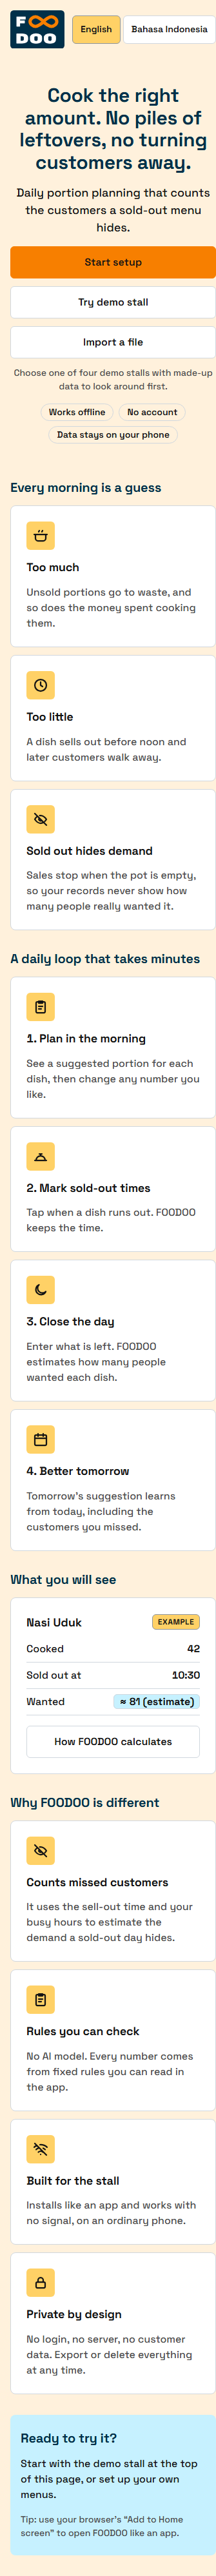 F∞
DOO
English
Bahasa Indonesia
Cook the right
amount. No piles of
leftovers, no turning
customers away.
Daily portion planning that counts
the customers a sold-out menu
hides.
Start setup
Try demo stall
Import a file
Choose one of four demo stalls with made-up
data to look around first.
Works offline
No account
Data stays on your phone
Every morning is a guess
Too much
Unsold portions go to waste, and
so does the money spent cooking
them.
Too little
A dish sells out before noon and
later customers walk away.
Sold out hides demand
Sales stop when the pot is empty,
so your records never show how
many people really wanted it.
A daily loop that takes minutes
1. Plan in the morning
See a suggested portion for each
dish, then change any number you
like.
2. Mark sold-out times
Tap when a dish runs out. FOODOO
keeps the time.
3. Close the day
Enter what is left. FOODOO
estimates how many people
wanted each dish.
4. Better tomorrow
Tomorrow's suggestion learns
from today, including the
customers you missed.
What you will see
Nasi Uduk
EXAMPLE
Cooked
42
Sold out at
10:30
Wanted
≈ 81 (estimate)
How FOODOO calculates
Why FOODOO is different
Counts missed customers
It uses the sell-out time and your
busy hours to estimate the
demand a sold-out day hides.
Rules you can check
No AI model. Every number comes
from fixed rules you can read in
the app.
Built for the stall
Installs like an app and works with
no signal, on an ordinary phone.
Private by design
No login, no server, no customer
data. Export or delete everything
at any time.
Ready to try it?
Start with the demo stall at the top
of this page, or set up your own
menus.
Tip: use your browser's "Add to Home
screen" to open FOODOO like an app.